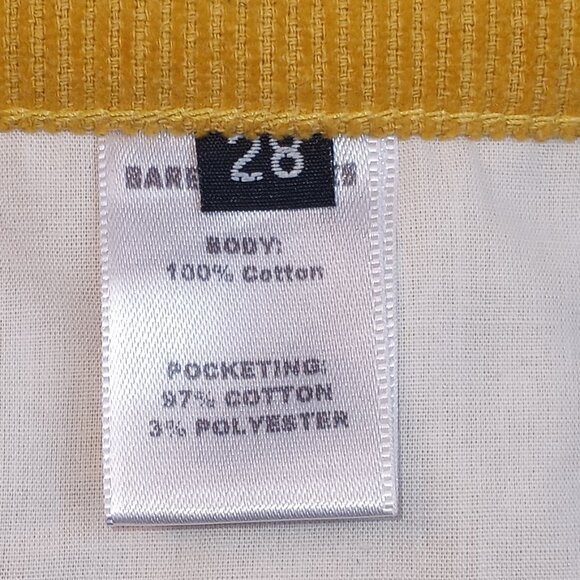 28
BODY:
100% Cotton
POCKETING:
97% COTTON
3% POLYESTER